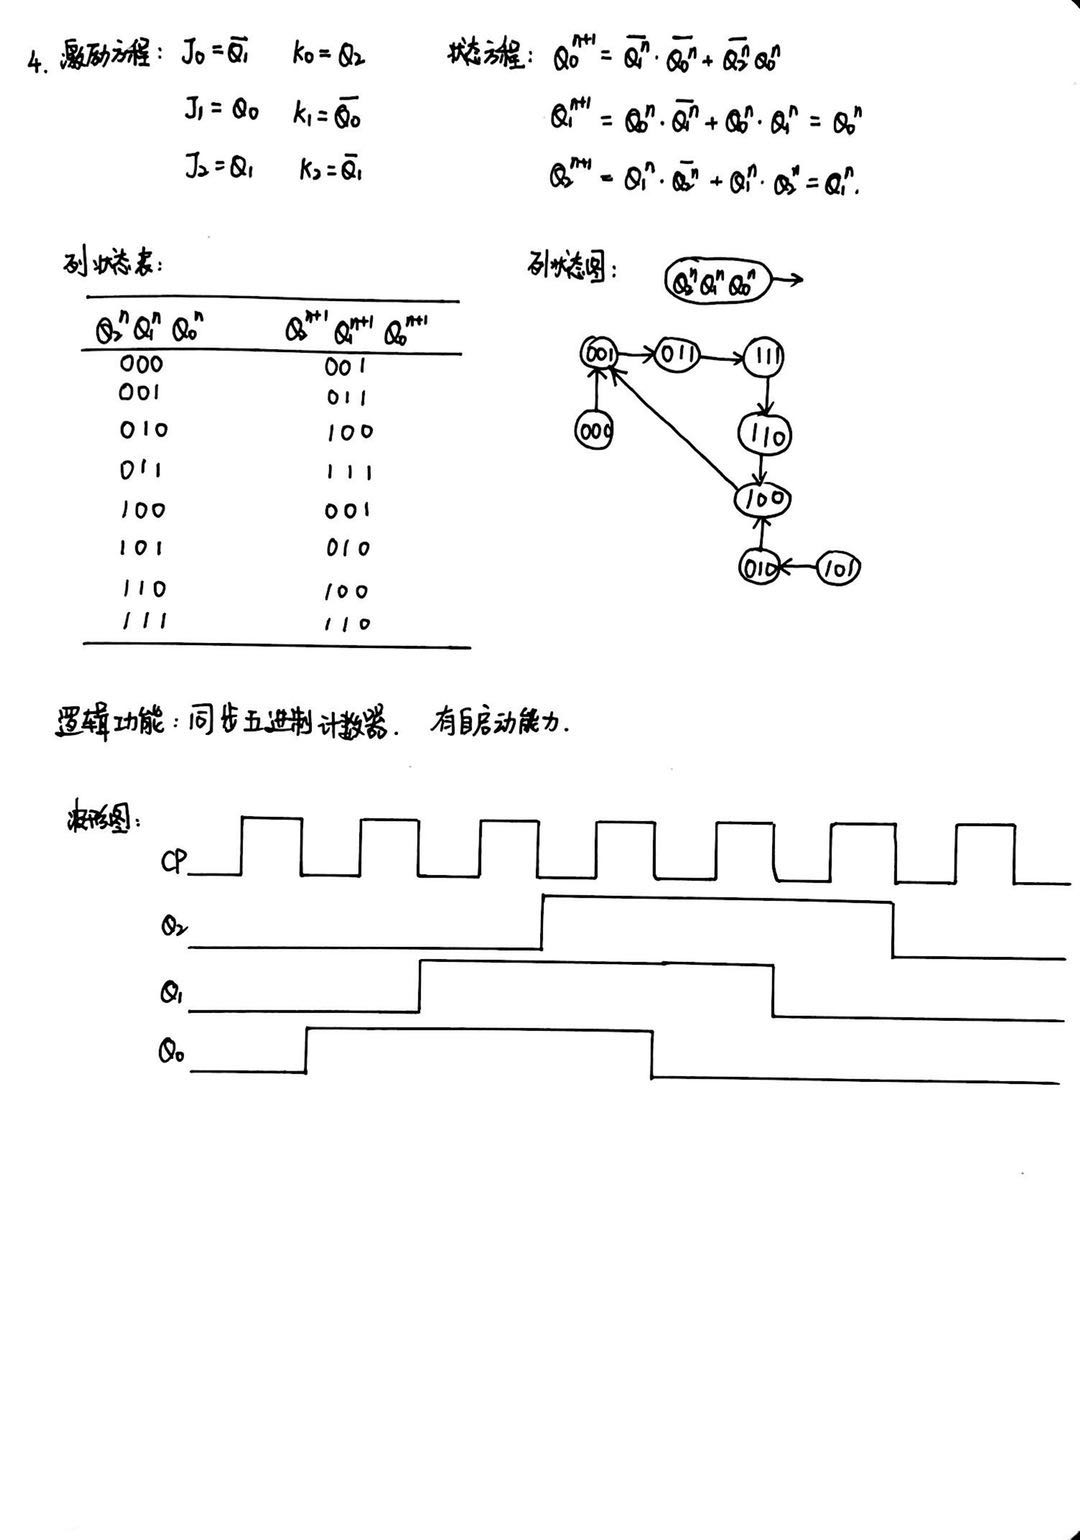 4. 激励方程: J₀=Q̅₁ K₀=Q₂ 状态方程: Q₀ⁿ⁺¹ = Q̅₁ⁿ·Q̅₀ⁿ + Q̅₂ⁿ Q₀ⁿ
J₁=Q₀ K₁=Q̅₀ Q₁ⁿ⁺¹ = Q₀ⁿ·Q̅₁ⁿ + Q₀ⁿ·Q₁ⁿ = Q₀ⁿ
J₂=Q₁ K₂=Q̅₁ Q₂ⁿ⁺¹ = Q₁ⁿ·Q̅₂ⁿ + Q₁ⁿ·Q₂ⁿ = Q₁ⁿ.
列状态表:
Q₂ⁿ Q₁ⁿ Q₀ⁿ Q₂ⁿ⁺¹ Q₁ⁿ⁺¹ Q₀ⁿ⁺¹
000 001
001 011
010 100
011 111
100 001
101 010
110 100
111 110
列状态图: Q₂ⁿ Q₁ⁿ Q₀ⁿ
001 011 111
000 110
100
010 101
逻辑功能: 同步五进制计数器. 有自启动能力.
波形图:
CP
Q₂
Q₁
Q₀